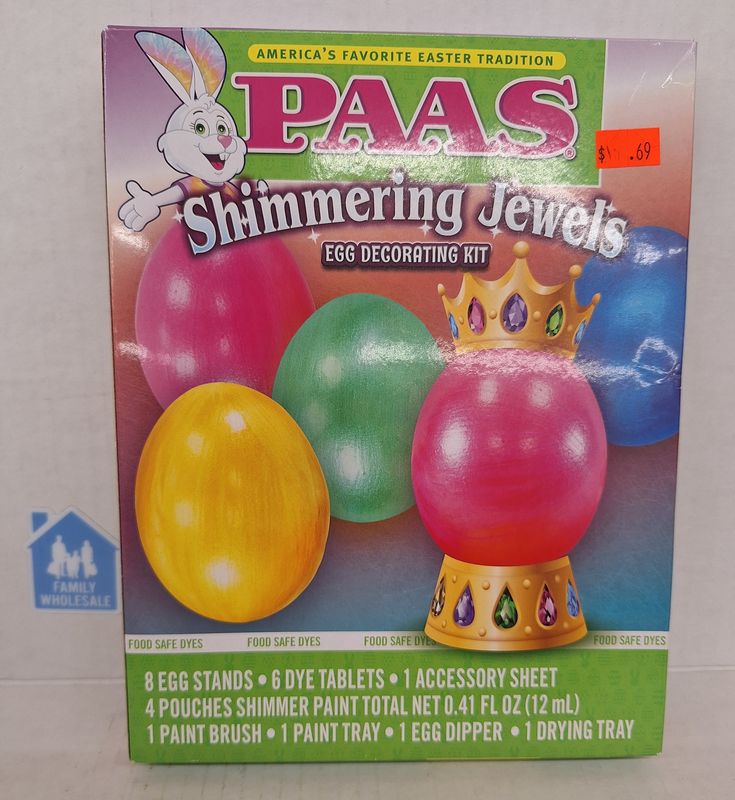 AMERICA'S FAVORITE EASTER TRADITION
PAAS®
.69
Shimmering Jewels
EGG DECORATING KIT
FAMILY
WHOLESALE
FOOD SAFE DYES FOOD SAFE DYES FOOD SAFE DYES FOOD SAFE DYES
8 EGG STANDS • 6 DYE TABLETS • 1 ACCESSORY SHEET
4 POUCHES SHIMMER PAINT TOTAL NET 0.41 FL OZ (12 mL)
1 PAINT BRUSH • 1 PAINT TRAY • 1 EGG DIPPER • 1 DRYING TRAY